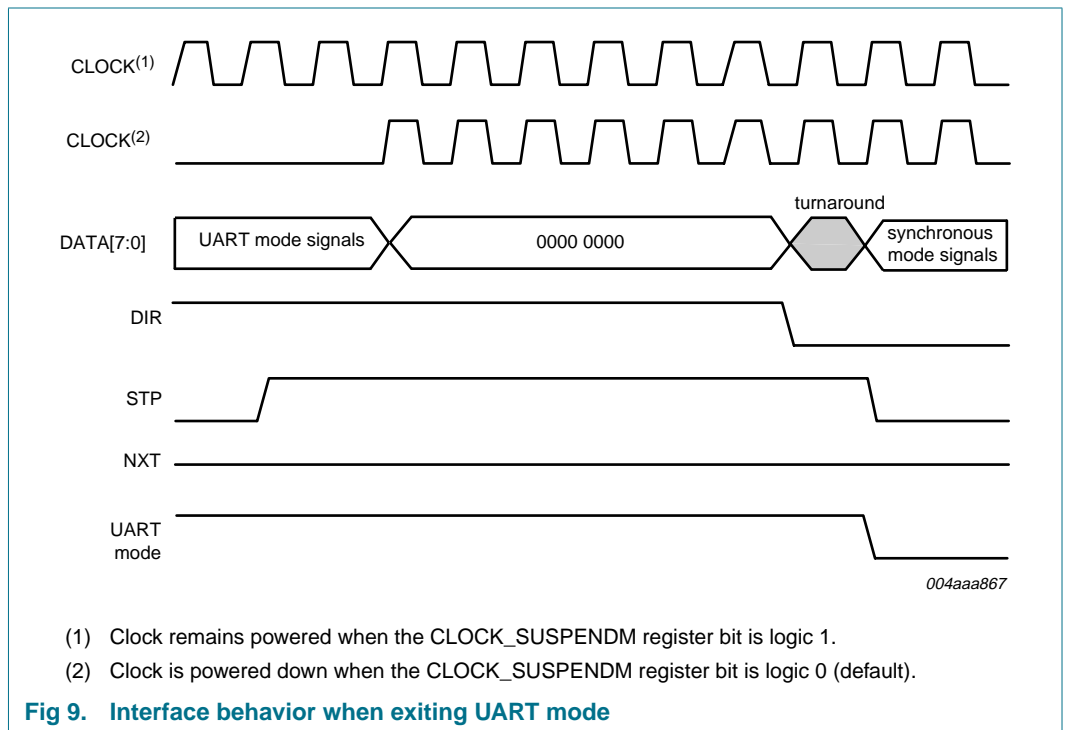 CLOCK(1)
CLOCK(2)
turnaround
DATA[7:0]
UART mode signals
0000 0000
synchronous
mode signals
DIR
STP
NXT
UART
mode
004aaa867
(1) Clock remains powered when the CLOCK_SUSPENDM register bit is logic 1.
(2) Clock is powered down when the CLOCK_SUSPENDM register bit is logic 0 (default).
Fig 9. Interface behavior when exiting UART mode